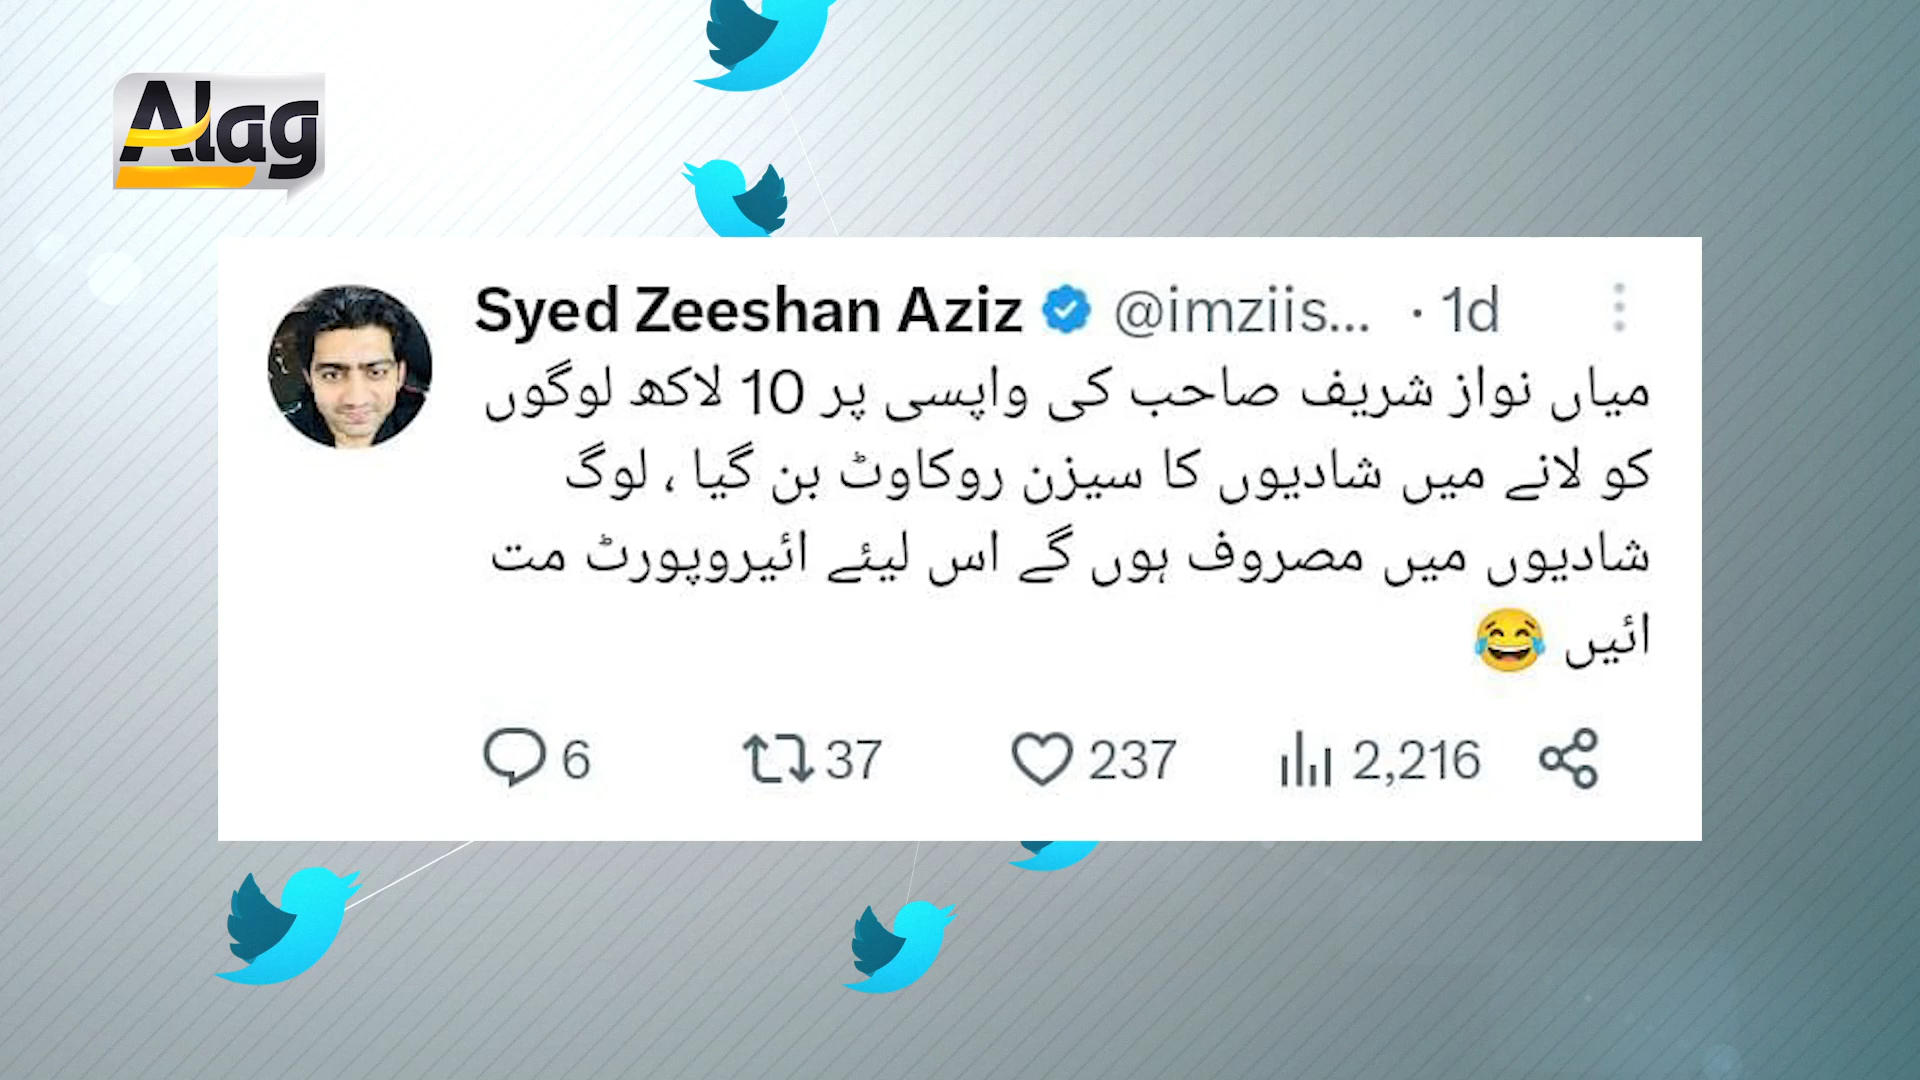 Alag
Syed Zeeshan Aziz @imziis... · 1d
میاں نواز شریف صاحب کی واپسی پر 10 لاکھ لوگوں
کو لانے میں شادیوں کا سیزن روکاوٹ بن گیا ، لوگ
شادیوں میں مصروف ہوں گے اس لیئے ائیروپورٹ مت
ائیں 😂
6 37 237 2,216